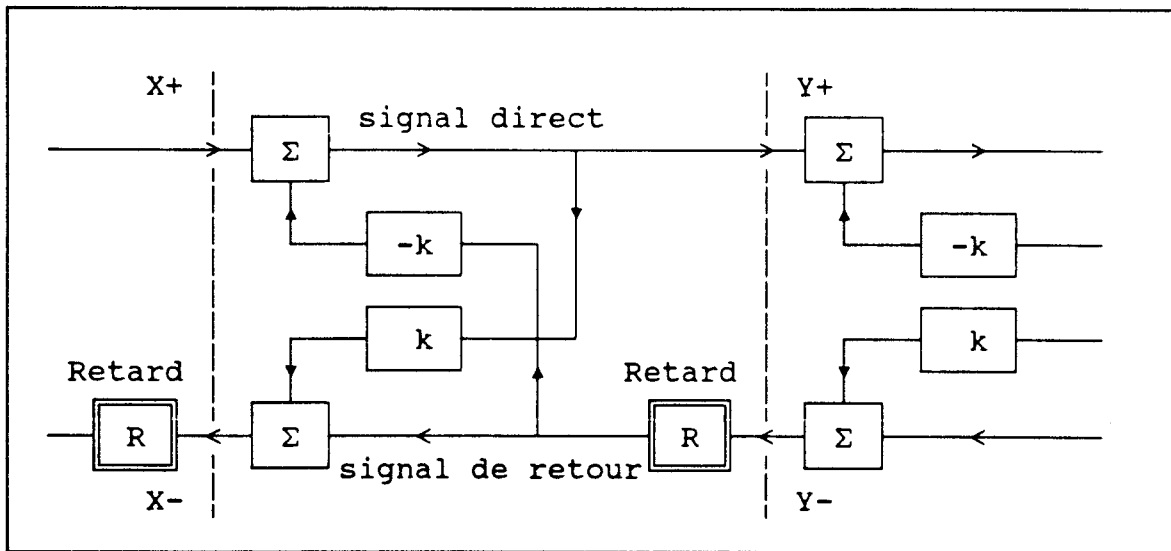 X+
Y+
signal direct
Σ
Σ
-k
-k
k
k
Retard
Retard
R
Σ
R
Σ
signal de retour
X-
Y-